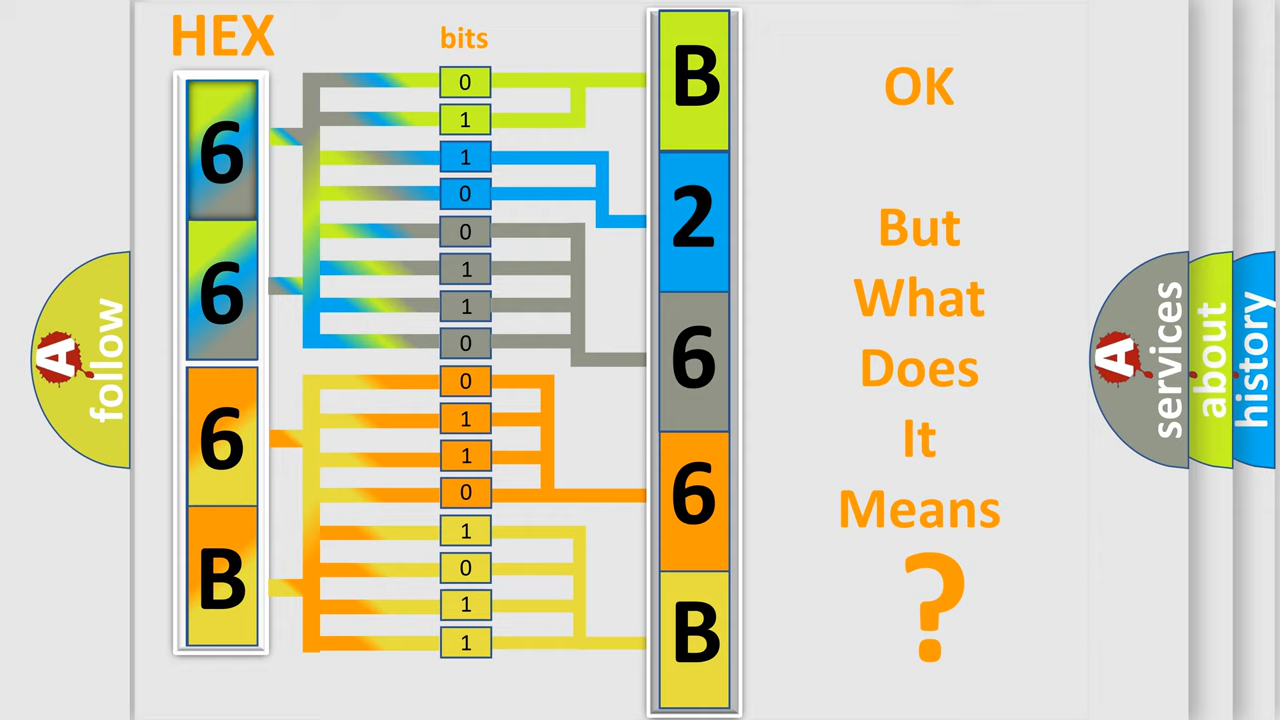 HEX
bits
6
6
6
B
0
1
1
0
0
1
1
0
0
1
1
0
1
0
1
1
B
2
6
6
B
OK
But
What
Does
It
Means
?
A
follow
A
services
about
history